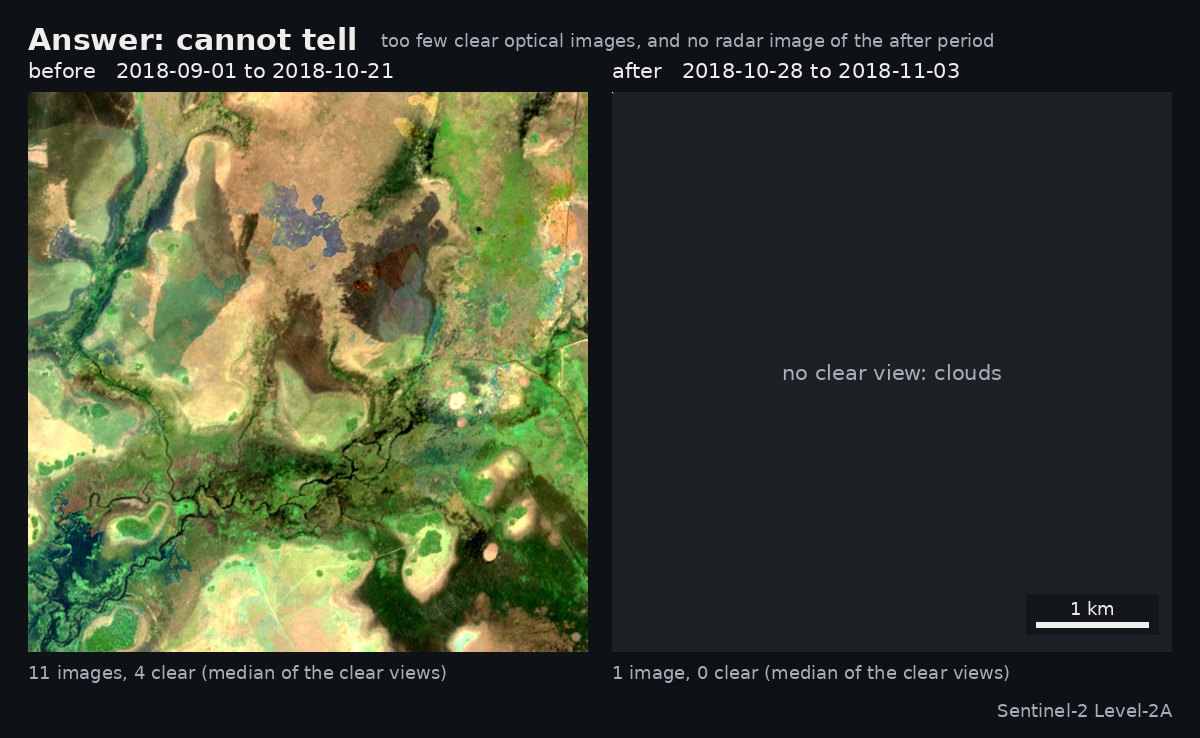 Answer: cannot tell too few clear optical images, and no radar image of the after period
before 2018-09-01 to 2018-10-21
after 2018-10-28 to 2018-11-03
no clear view: clouds
1 km
11 images, 4 clear (median of the clear views)
1 image, 0 clear (median of the clear views)
Sentinel-2 Level-2A